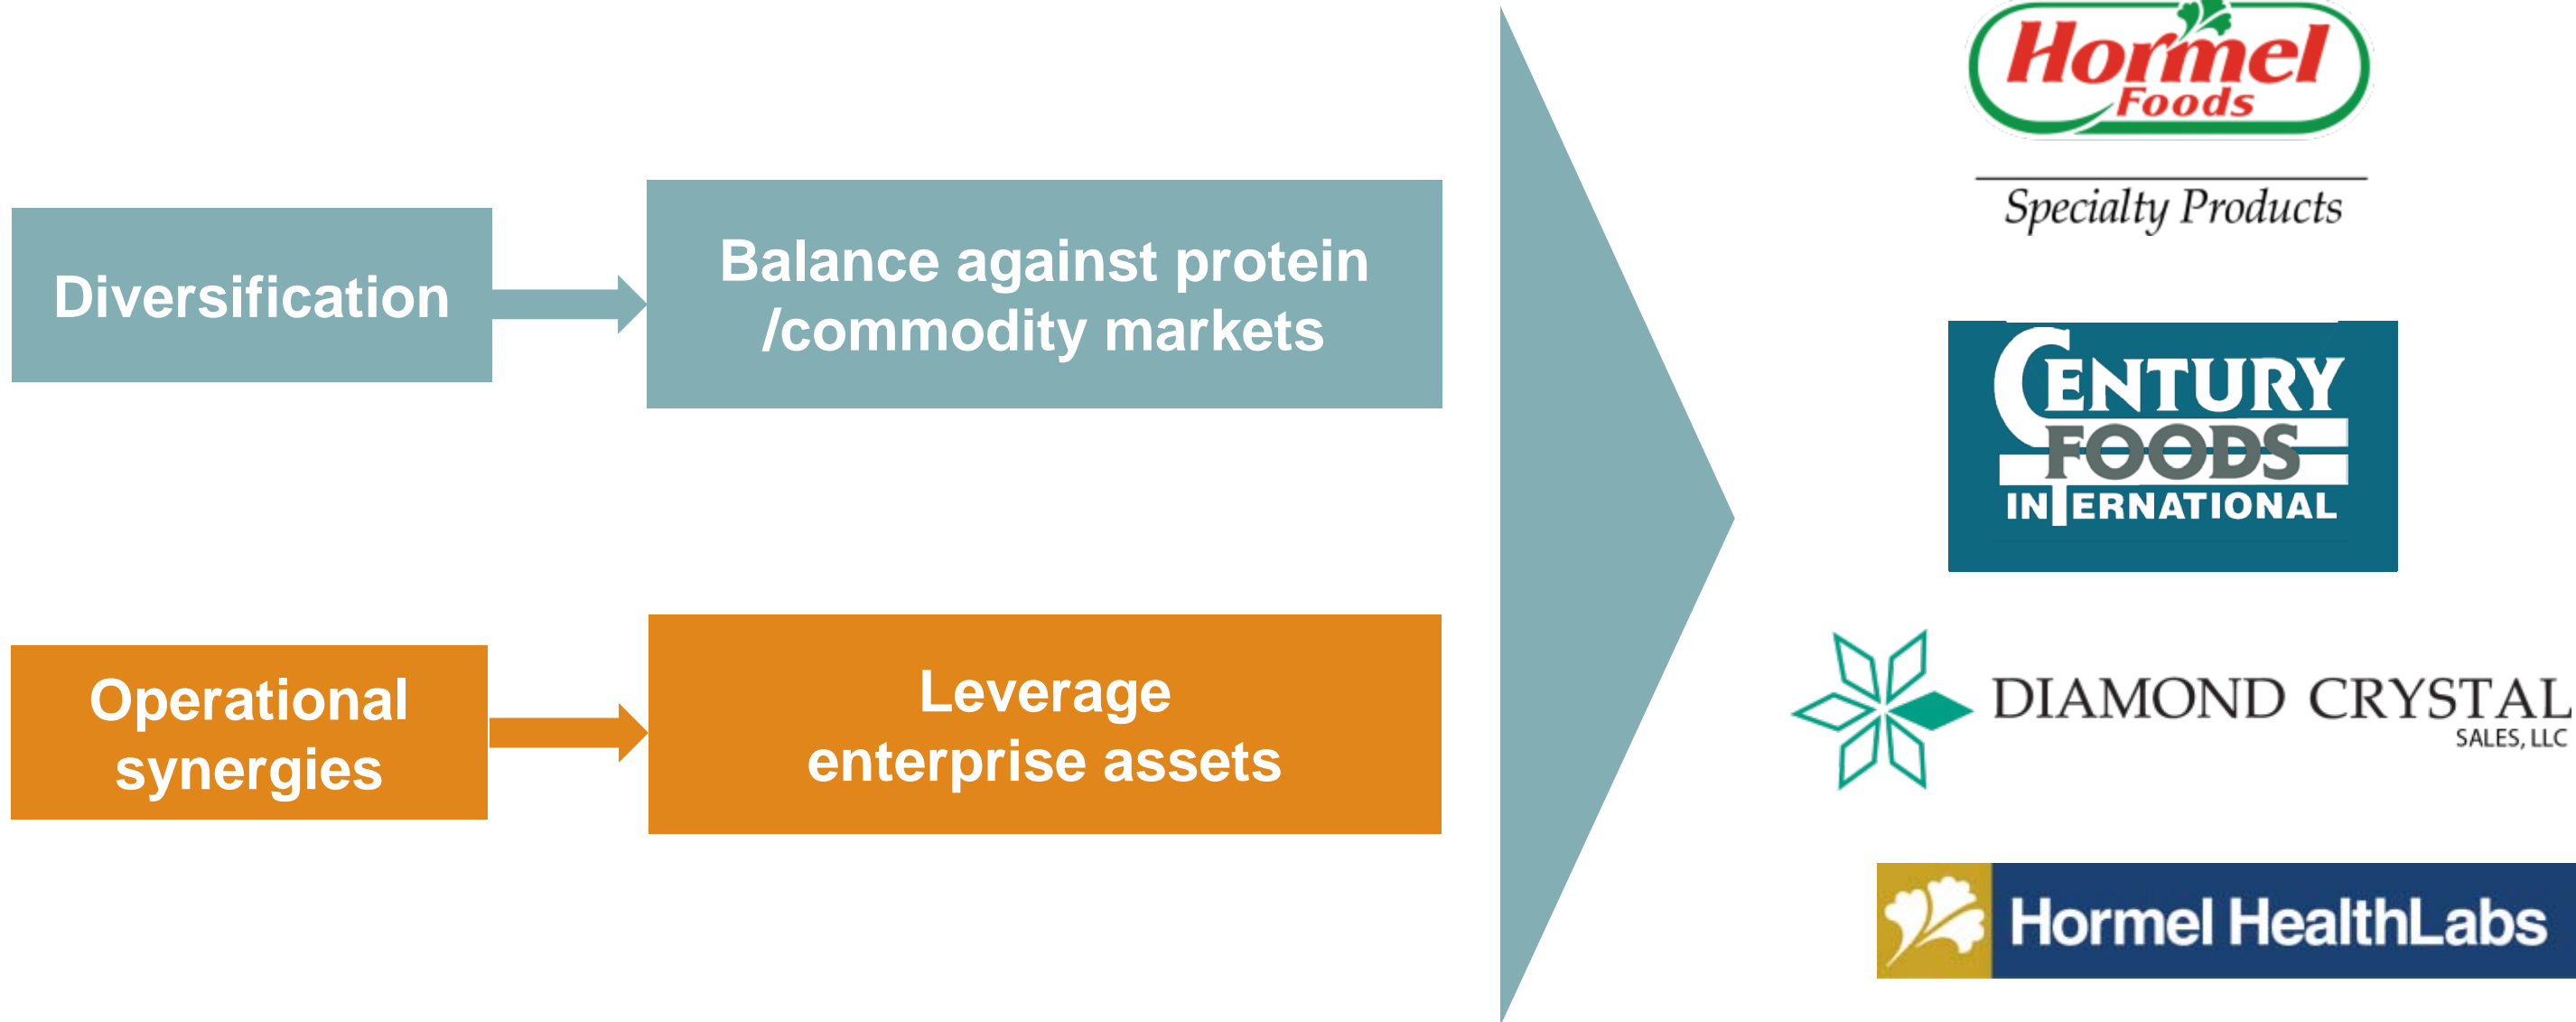 Diversification
Balance against protein
/commodity markets
Operational
synergies
Leverage
enterprise assets
Hormel
Foods
Specialty Products
CENTURY
FOODS
INTERNATIONAL
DIAMOND CRYSTAL
SALES, LLC
Hormel HealthLabs